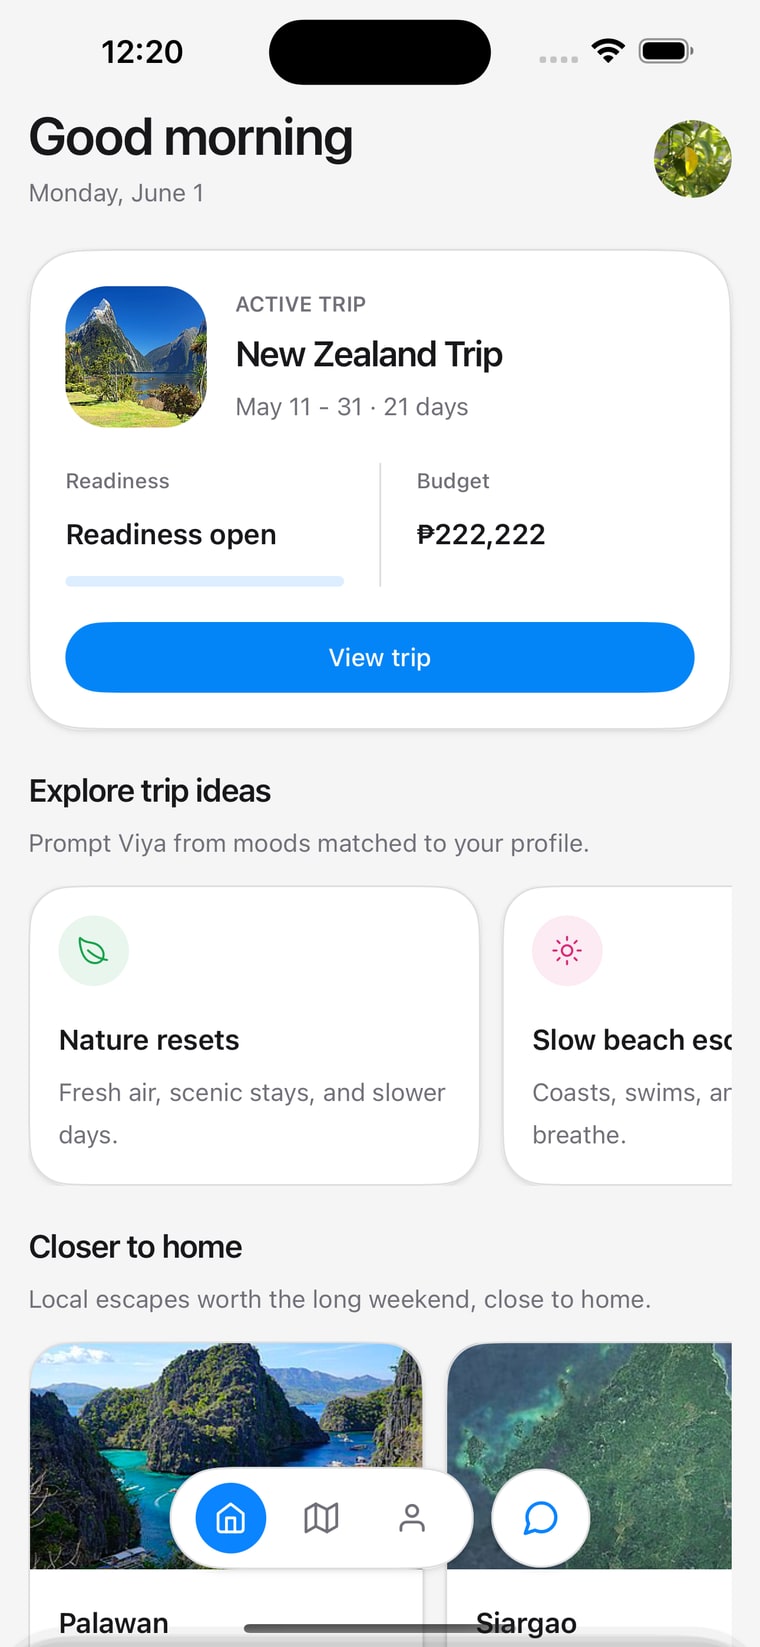 12:20
Good morning
Monday, June 1
ACTIVE TRIP
New Zealand Trip
May 11 - 31 · 21 days
Readiness
Budget
Readiness open
₱222,222
View trip
Explore trip ideas
Prompt Viya from moods matched to your profile.
Nature resets
Fresh air, scenic stays, and slower
days.
Slow beach
Coasts, swims,
breathe.
Closer to home
Local escapes worth the long weekend, close to home.
Palawan
Siargao